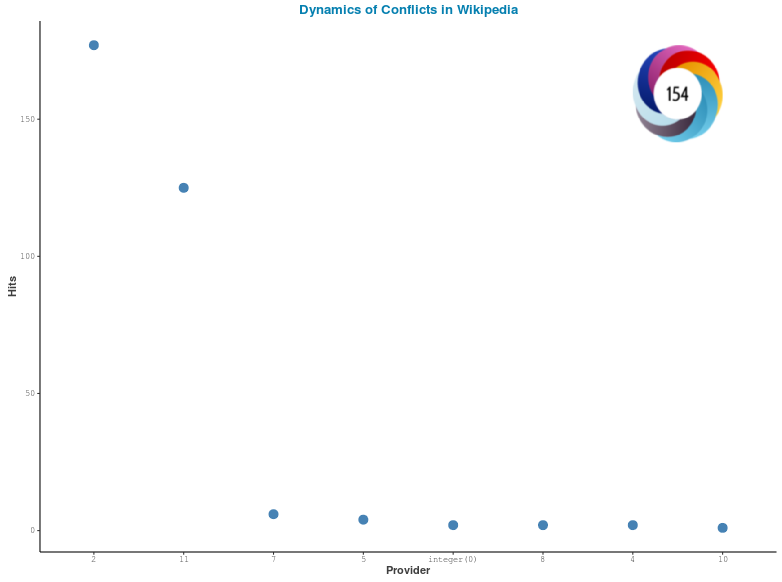 Dynamics of Conflicts in Wikipedia
154
150
100
50
0
Hits
2 11 7 5 integer(0) 8 4 10
Provider